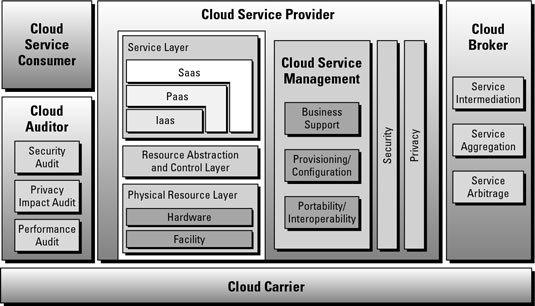 Cloud
Service
Consumer
Cloud
Auditor
Security
Audit
Privacy
Impact Audit
Performance
Audit
Cloud Service Provider
Service Layer
Saas
Paas
Iaas
Resource Abstraction
and Control Layer
Physical Resource Layer
Hardware
Facility
Cloud Service
Management
Business
Support
Provisioning/
Configuration
Portability/
Interoperability
Security
Privacy
Cloud
Broker
Service
Intermediation
Service
Aggregation
Service
Arbitrage
Cloud Carrier